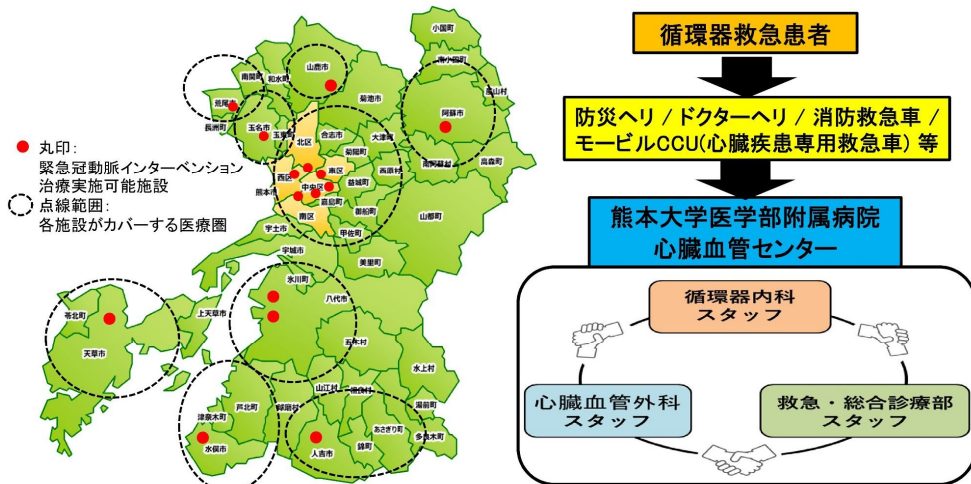 丸印:
緊急冠動脈インターベンション
治療実施可能施設
点線範囲:
各施設がカバーする医療圏
小国町
南小国町
産山村
阿蘇市
南阿蘇村
高森町
山鹿市
南関町
和水町
荒尾市
長洲町
玉名市
玉東町
菊池市
合志市
大津町
菊陽町
西原村
北区
西区
東区
中央区
南区
熊本市
益城町
嘉島町
御船町
甲佐町
山都町
宇土市
宇城市
美里町
氷川町
八代市
上天草市
苓北町
天草市
五木村
水上村
山江村
相良村
湯前町
球磨村
あさぎり町
多良木町
錦町
人吉市
芦北町
津奈木町
水俣市
循環器救急患者
防災ヘリ / ドクターヘリ / 消防救急車 /
モービルCCU(心臓疾患専用救急車) 等
熊本大学医学部附属病院
心臓血管センター
循環器内科
スタッフ
心臓血管外科
スタッフ
救急・総合診療部
スタッフ